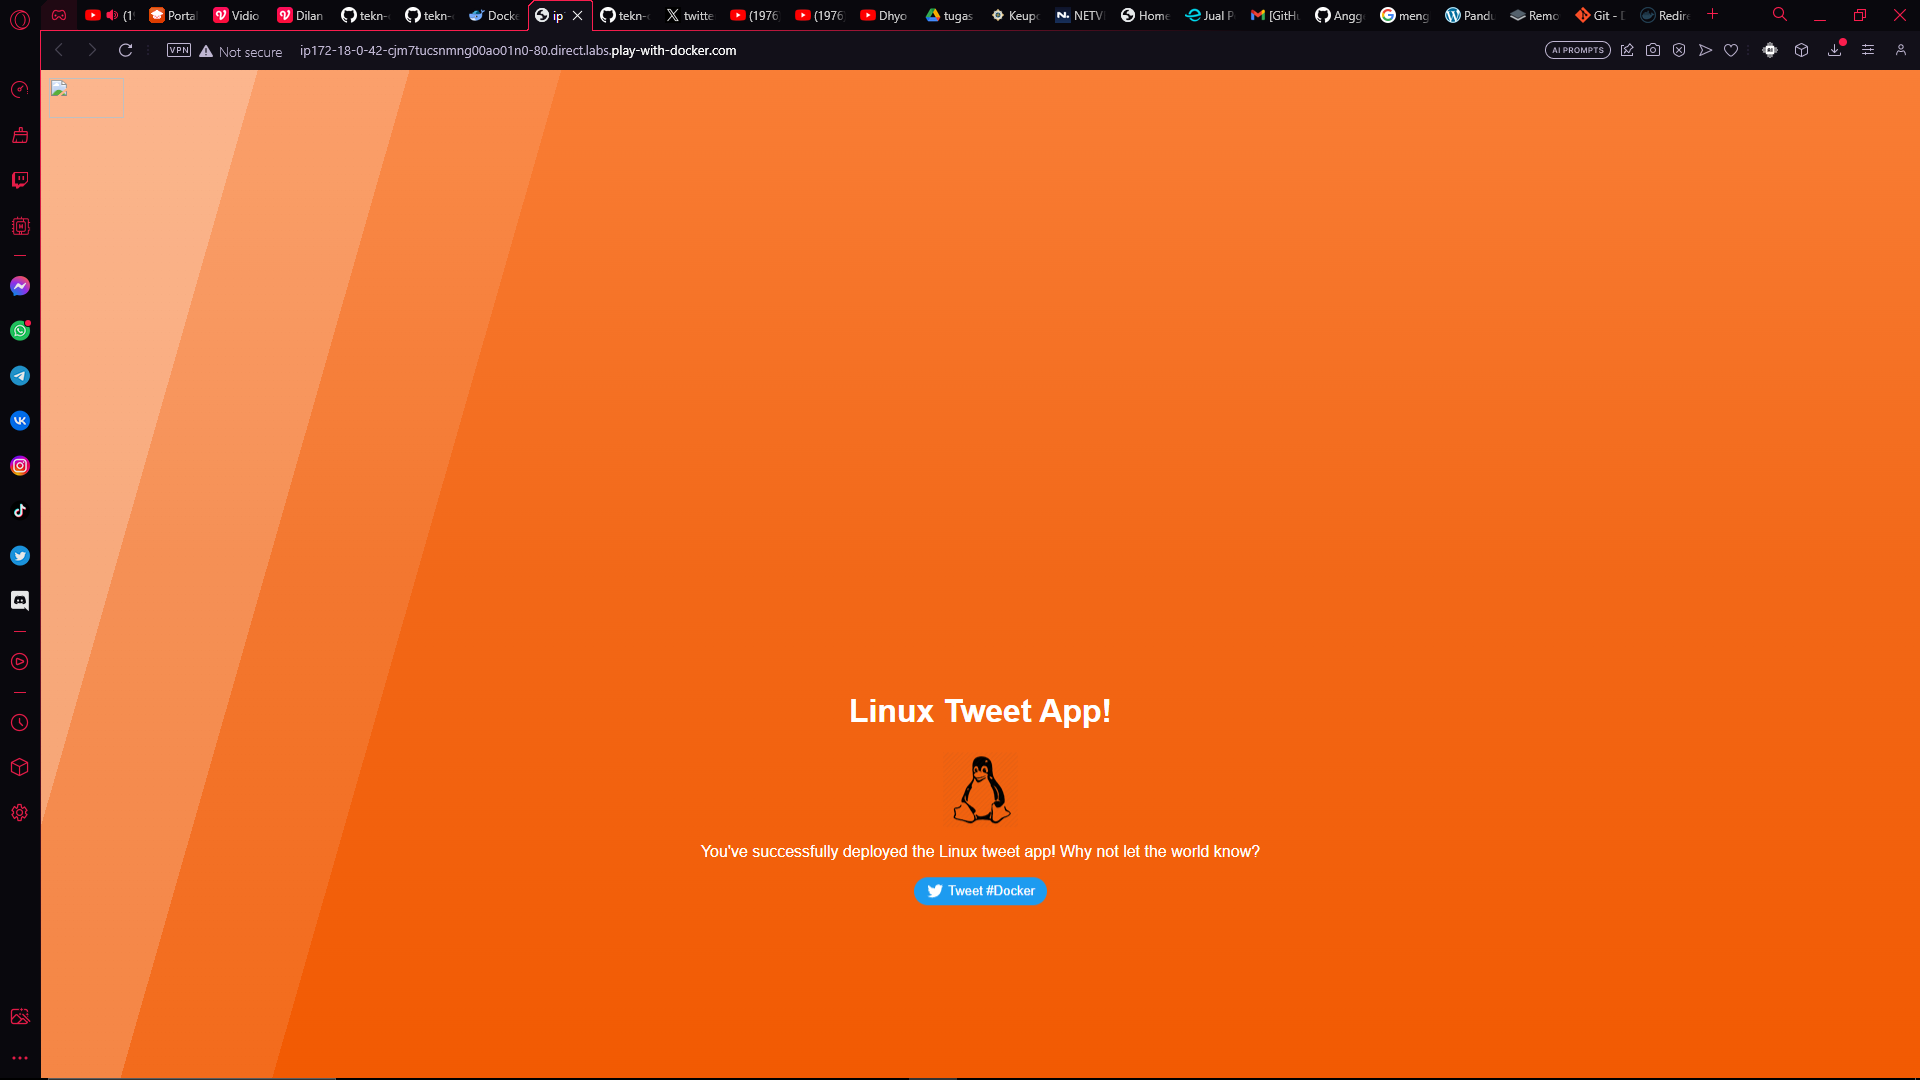 (1
Portal
Vidio
Dilan
tekn-
tekn-
Docke
ip
tekn-
twitte
(1976
(1976
Dhyo
tugas
Keup
NETV
Home
Jual P
[GitH
Angg
meng
Pandu
Remo
Git - D
Redire
VPN
Not secure
ip172-18-0-42-cjm7tucsnmng00ao01n0-80.direct.labs.play-with-docker.com
AI PROMPTS
Linux Tweet App!
You've successfully deployed the Linux tweet app! Why not let the world know?
Tweet #Docker